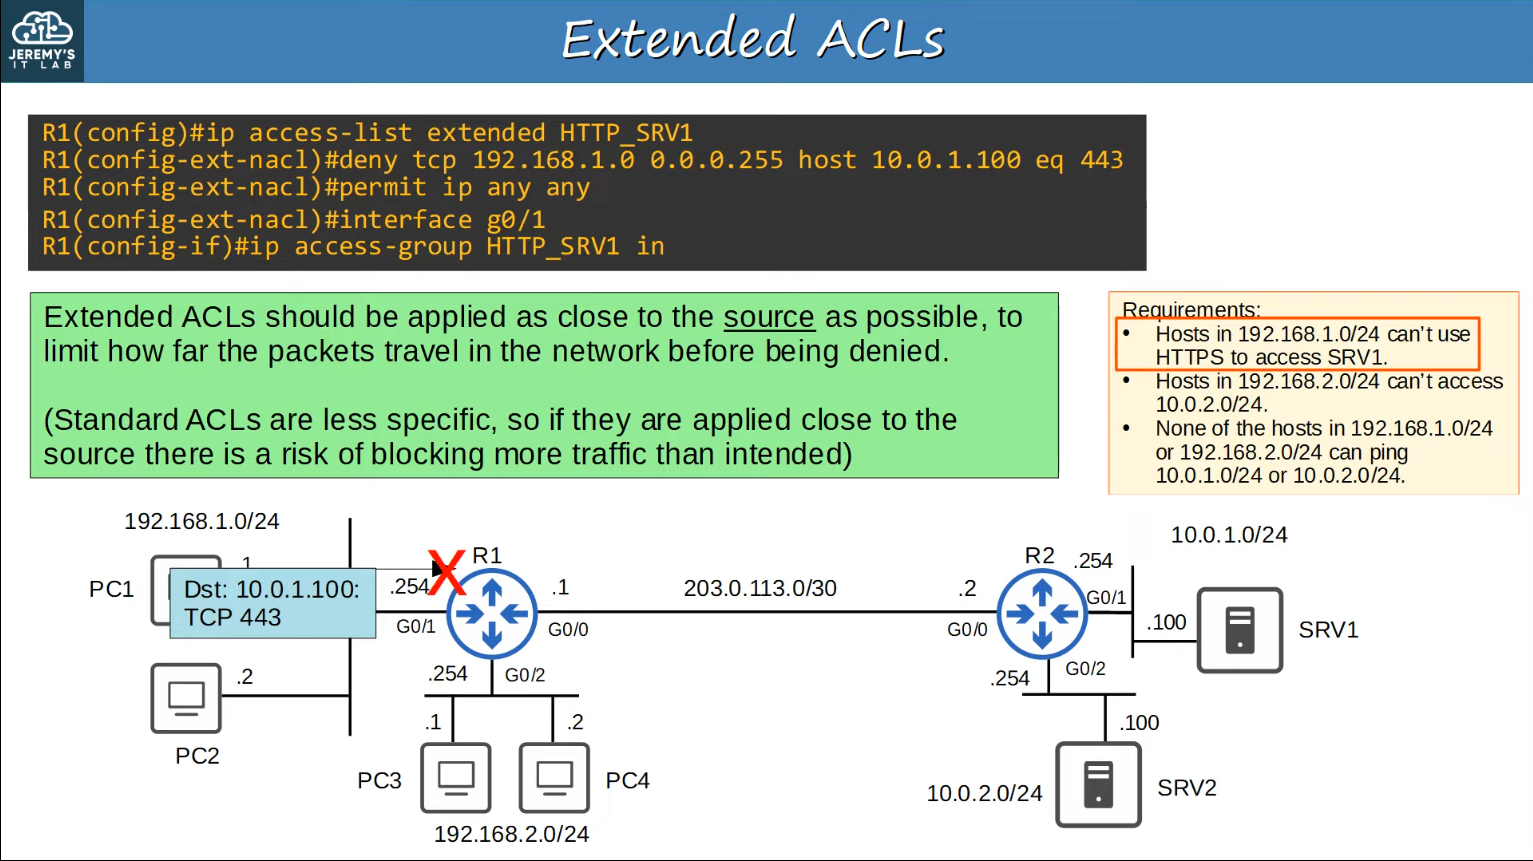 JEREMY'S
IT LAB
Extended ACLs
R1(config)#ip access-list extended HTTP_SRV1
R1(config-ext-nacl)#deny tcp 192.168.1.0 0.0.0.255 host 10.0.1.100 eq 443
R1(config-ext-nacl)#permit ip any any
R1(config-ext-nacl)#interface g0/1
R1(config-if)#ip access-group HTTP_SRV1 in
Extended ACLs should be applied as close to the source as possible, to
limit how far the packets travel in the network before being denied.
(Standard ACLs are less specific, so if they are applied close to the
source there is a risk of blocking more traffic than intended)
Requirements:
• Hosts in 192.168.1.0/24 can't use
HTTPS to access SRV1.
• Hosts in 192.168.2.0/24 can't access
10.0.2.0/24.
• None of the hosts in 192.168.1.0/24
or 192.168.2.0/24 can ping
10.0.1.0/24 or 10.0.2.0/24.
192.168.1.0/24
PC1
.1
Dst: 10.0.1.100:
TCP 443
.254
G0/1
X
R1
.1
G0/0
203.0.113.0/30
.2
G0/0
R2
.254
G0/1
10.0.1.0/24
.100
SRV1
.2
PC2
.254
G0/2
.1
.2
PC3
PC4
192.168.2.0/24
.254
G0/2
.100
10.0.2.0/24
SRV2